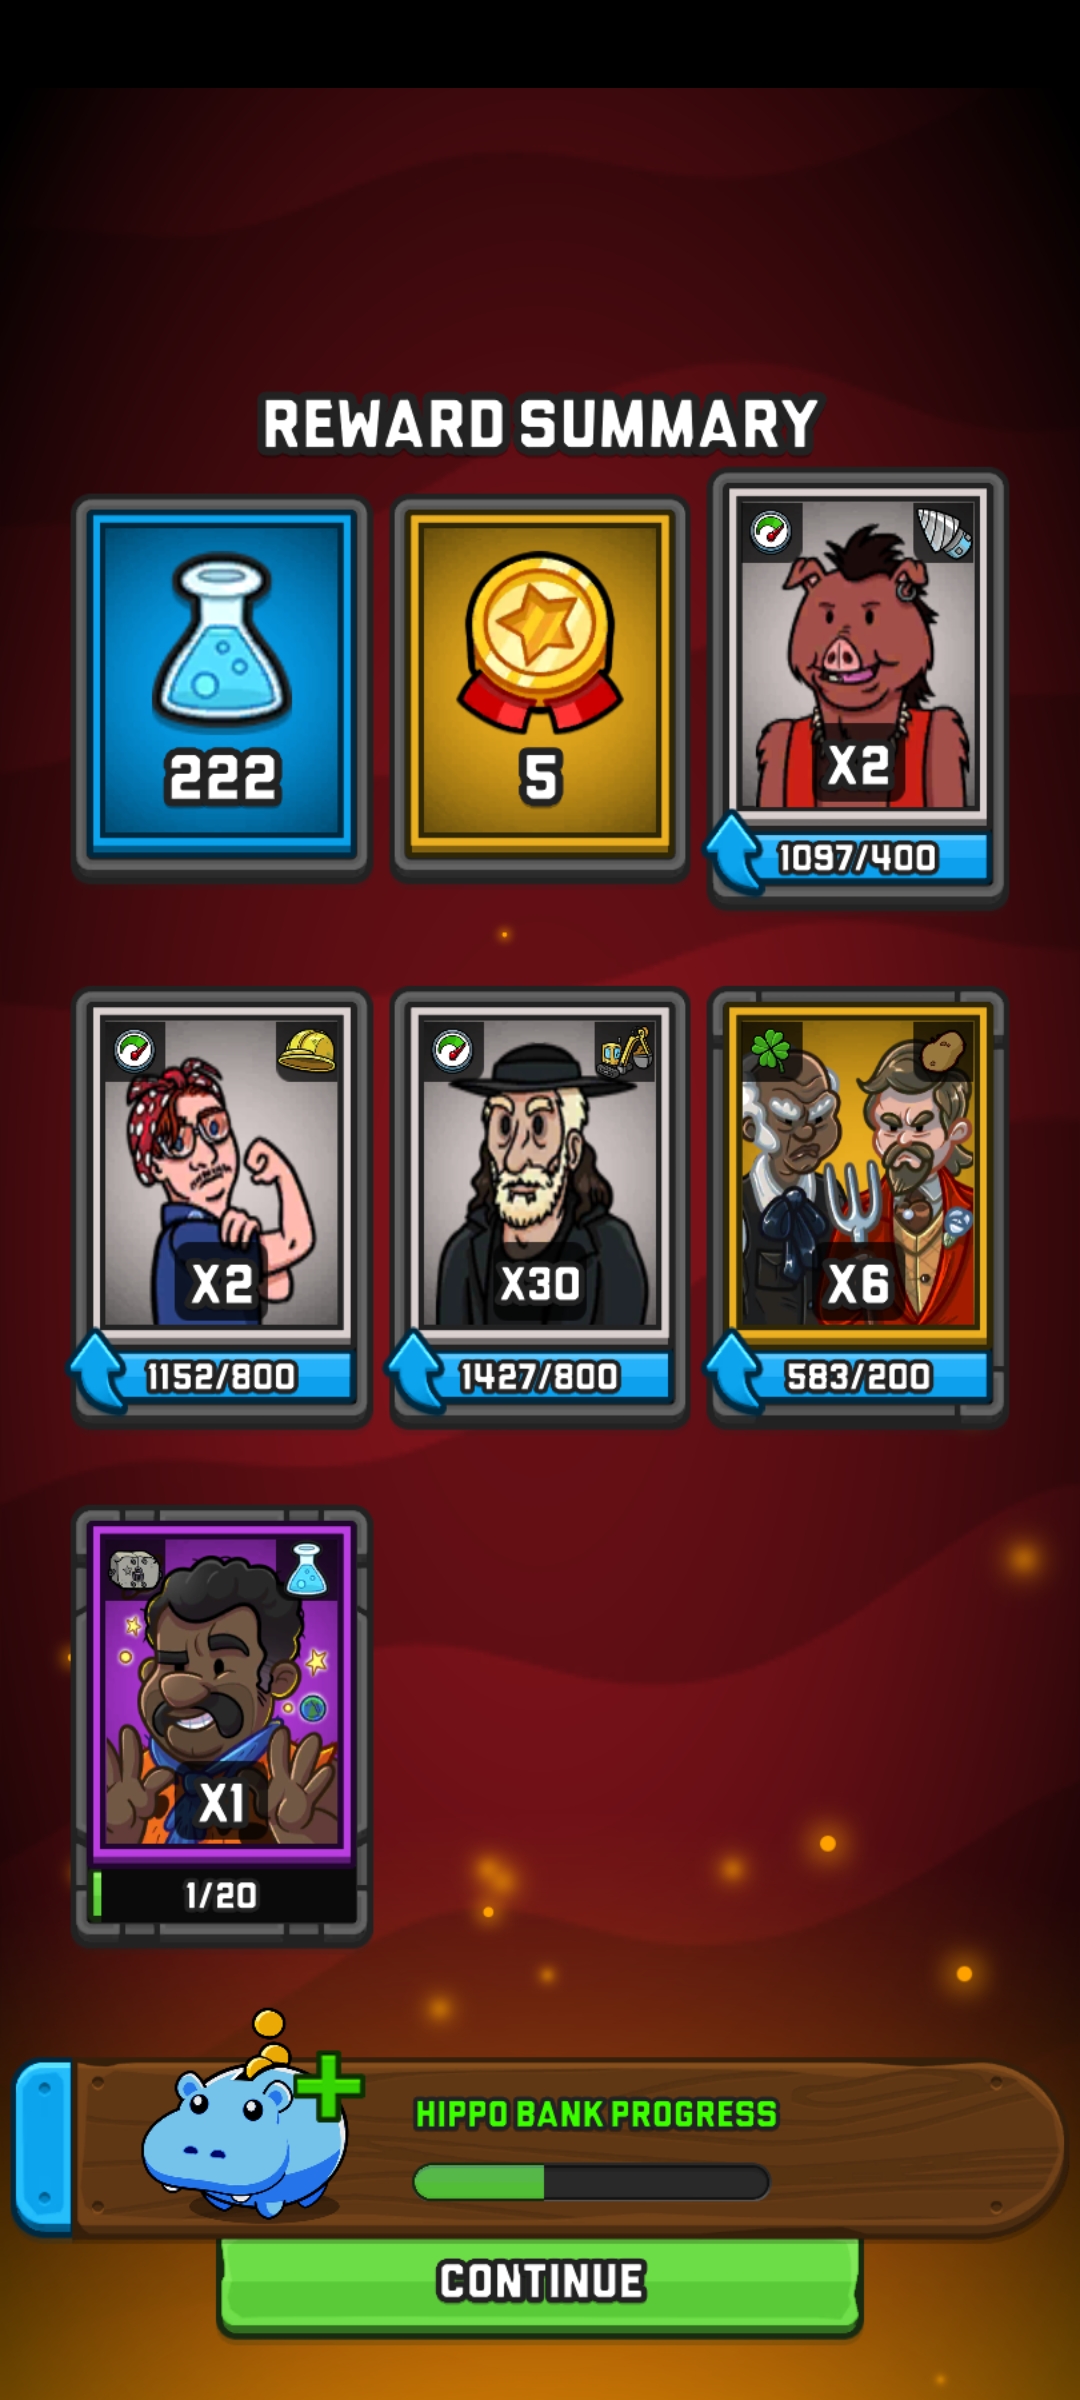 REWARD SUMMARY
222
5
X2
1097/400
X2
1152/800
X30
1427/800
X6
583/200
X1
1/20
HIPPO BANK PROGRESS
CONTINUE